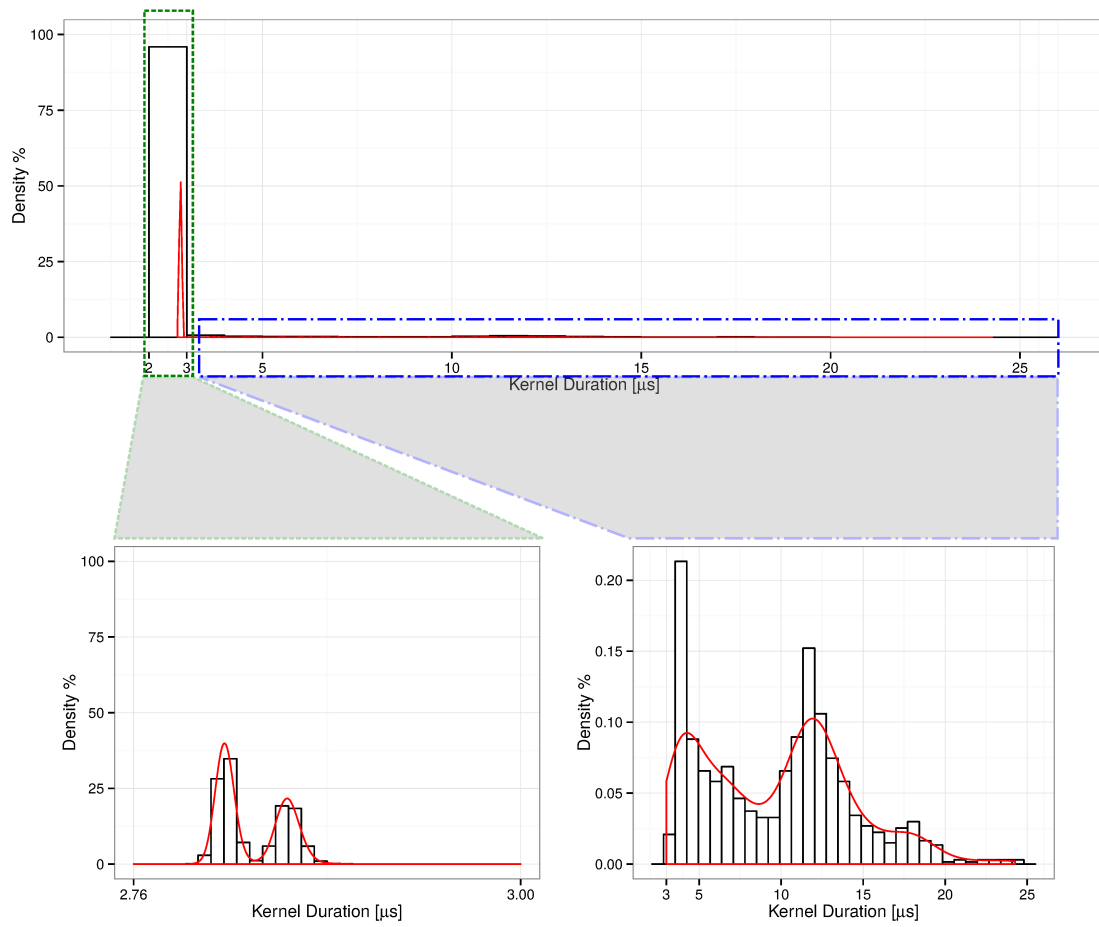 Density %
100
75
50
25
0
2 3 5 10 15 20 25
Kernel Duration [µs]
Density %
100
75
50
25
0
2.76 3.00
Kernel Duration [µs]
Density %
0.20
0.15
0.10
0.05
0.00
3 5 10 15 20 25
Kernel Duration [µs]